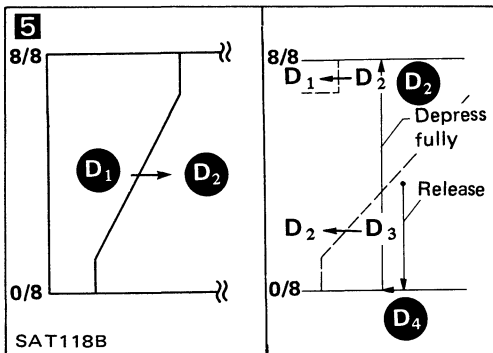 5
8/8
D₁ → D₂
0/8
SAT118B
8/8
D₁ ← D₂ D₂
Depress
fully
Release
D₂ ← D₃
0/8
D₄